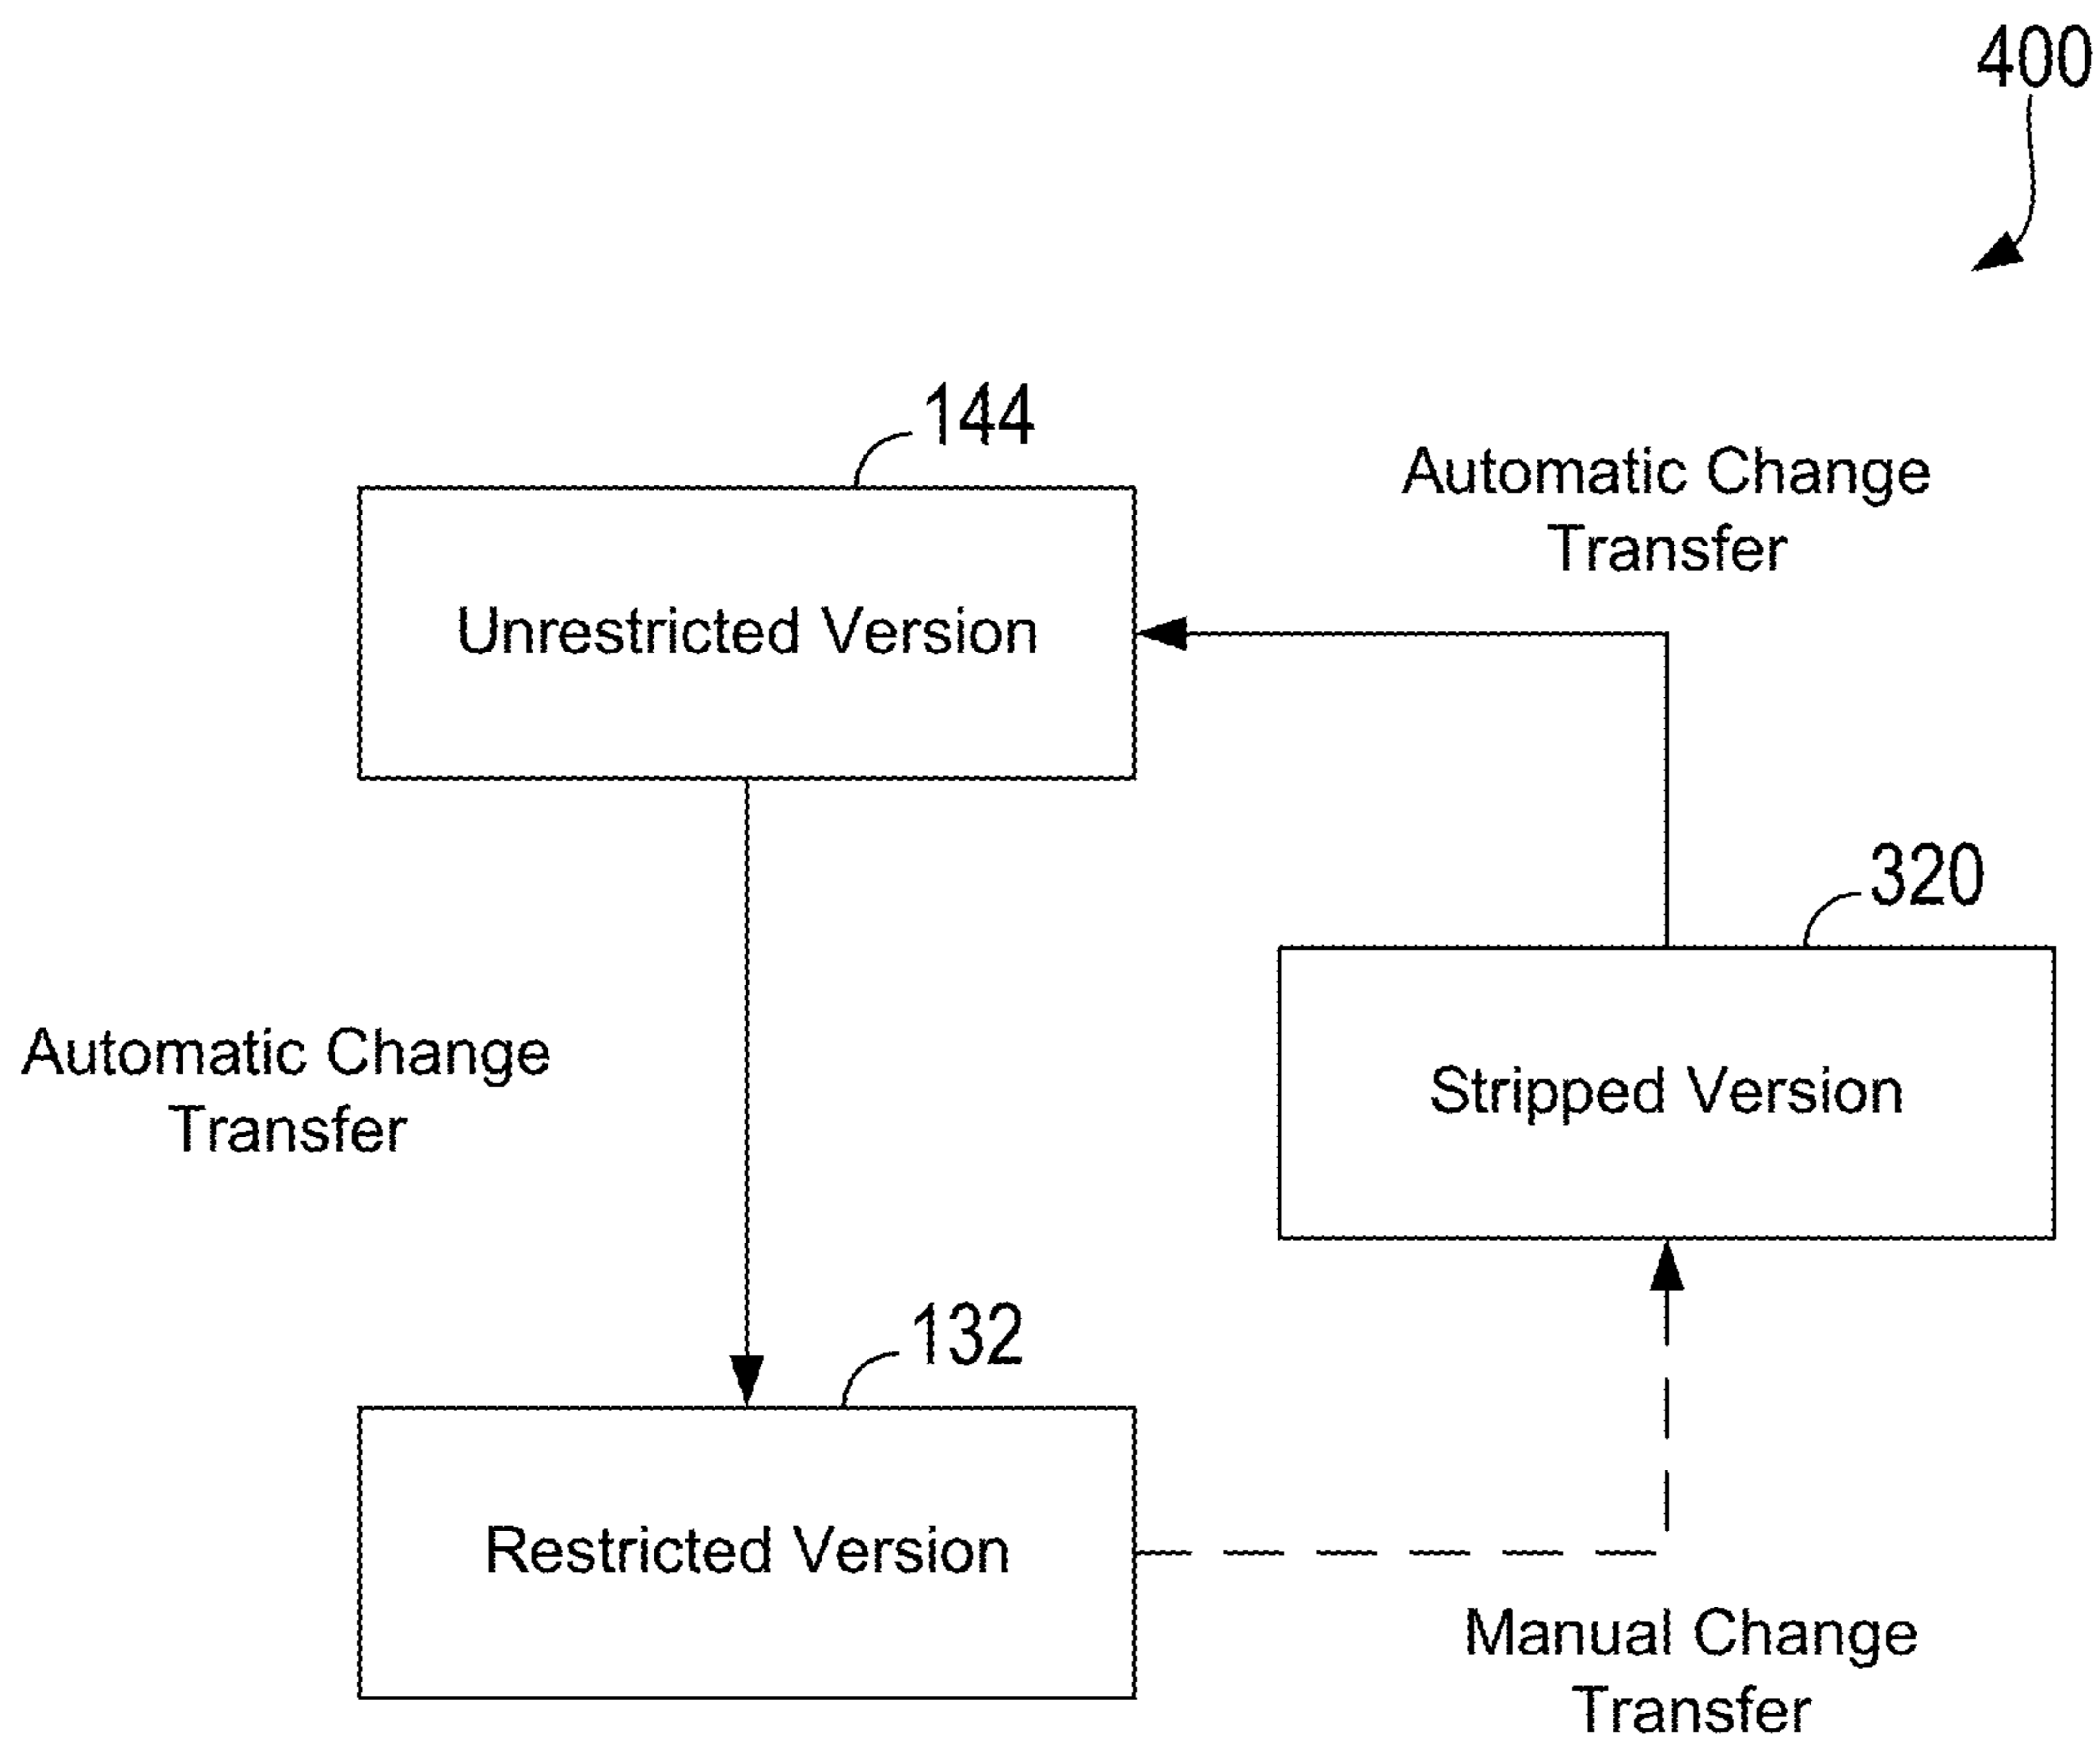 400
144
Automatic Change
Transfer
Unrestricted Version
320
Automatic Change
Transfer
Stripped Version
132
Restricted Version
Manual Change
Transfer